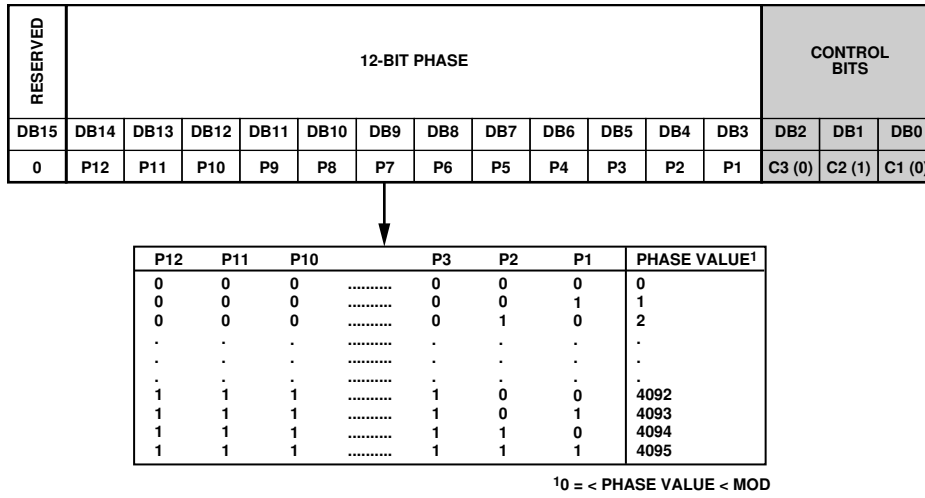 RESERVED
12-BIT PHASE
CONTROL
BITS
DB15 DB14 DB13 DB12 DB11 DB10 DB9 DB8 DB7 DB6 DB5 DB4 DB3 DB2 DB1 DB0
0 P12 P11 P10 P9 P8 P7 P6 P5 P4 P3 P2 P1 C3 (0) C2 (1) C1 (0)
P12 P11 P10 P3 P2 P1 PHASE VALUE1
0 0 0 .......... 0 0 0 0
0 0 0 .......... 0 0 1 1
0 0 0 .......... 0 1 0 2
. . . .......... . . . .
. . . .......... . . . .
. . . .......... . . . .
1 1 1 .......... 1 0 0 4092
1 1 1 .......... 1 0 1 4093
1 1 1 .......... 1 1 0 4094
1 1 1 .......... 1 1 1 4095
10 = < PHASE VALUE < MOD